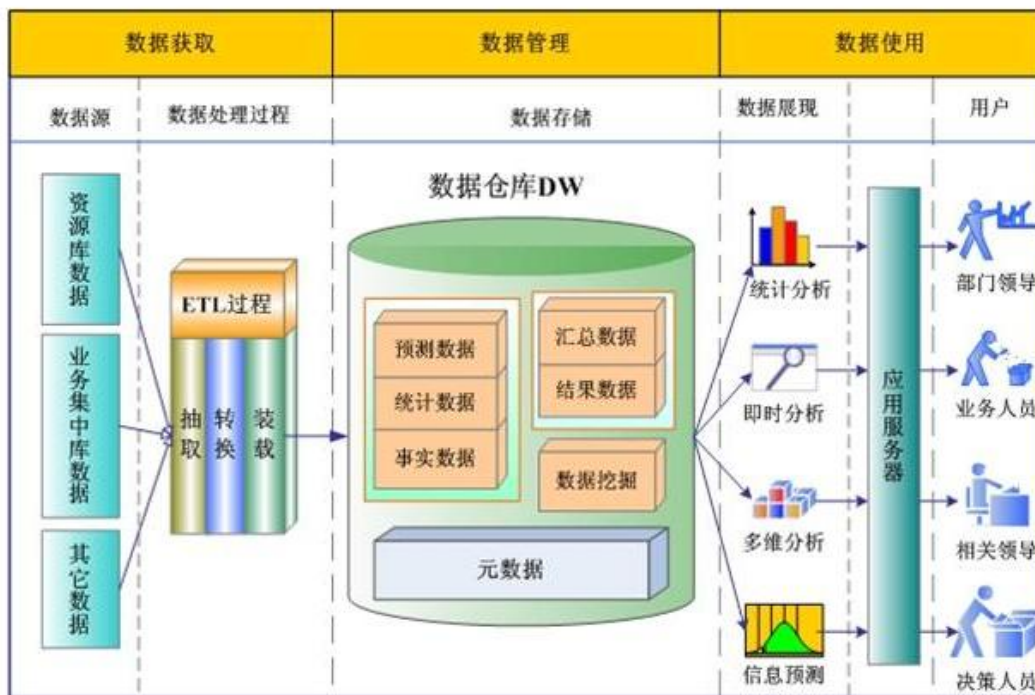 数据获取
数据管理
数据使用
数据源
数据处理过程
数据存储
数据展现
用户
资源库数据
业务集中库数据
其它数据
ETL过程
抽取
转换
装载
数据仓库DW
预测数据
统计数据
事实数据
汇总数据
结果数据
数据挖掘
元数据
统计分析
即时分析
多维分析
信息预测
应用服务器
部门领导
业务人员
相关领导
决策人员